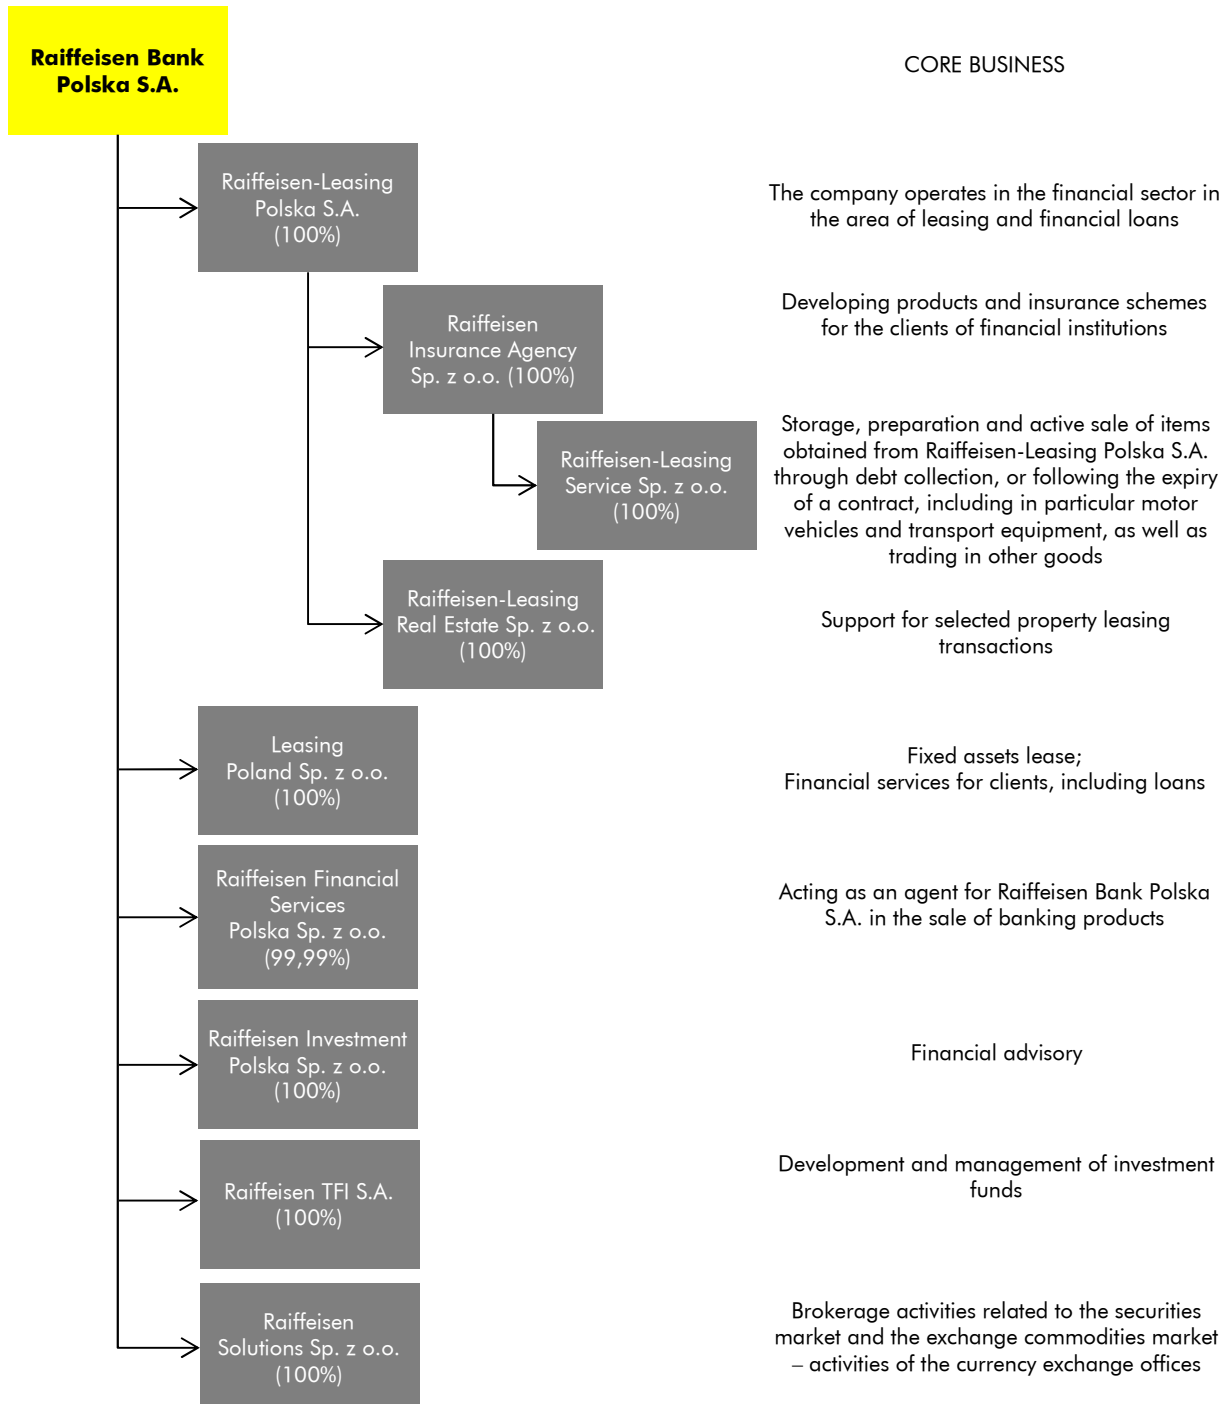 Raiffeisen Bank
Polska S.A.
CORE BUSINESS
Raiffeisen-Leasing
Polska S.A.
(100%)
The company operates in the financial sector in
the area of leasing and financial loans
Raiffeisen
Insurance Agency
Sp. z o.o. (100%)
Developing products and insurance schemes
for the clients of financial institutions
Raiffeisen-Leasing
Service Sp. z o.o.
(100%)
Storage, preparation and active sale of items
obtained from Raiffeisen-Leasing Polska S.A.
through debt collection, or following the expiry
of a contract, including in particular motor
vehicles and transport equipment, as well as
trading in other goods
Raiffeisen-Leasing
Real Estate Sp. z o.o.
(100%)
Support for selected property leasing
transactions
Leasing
Poland Sp. z o.o.
(100%)
Fixed assets lease;
Financial services for clients, including loans
Raiffeisen Financial
Services
Polska Sp. z o.o.
(99,99%)
Acting as an agent for Raiffeisen Bank Polska
S.A. in the sale of banking products
Raiffeisen Investment
Polska Sp. z o.o.
(100%)
Financial advisory
Raiffeisen TFI S.A.
(100%)
Development and management of investment
funds
Raiffeisen
Solutions Sp. z o.o.
(100%)
Brokerage activities related to the securities
market and the exchange commodities market
– activities of the currency exchange offices